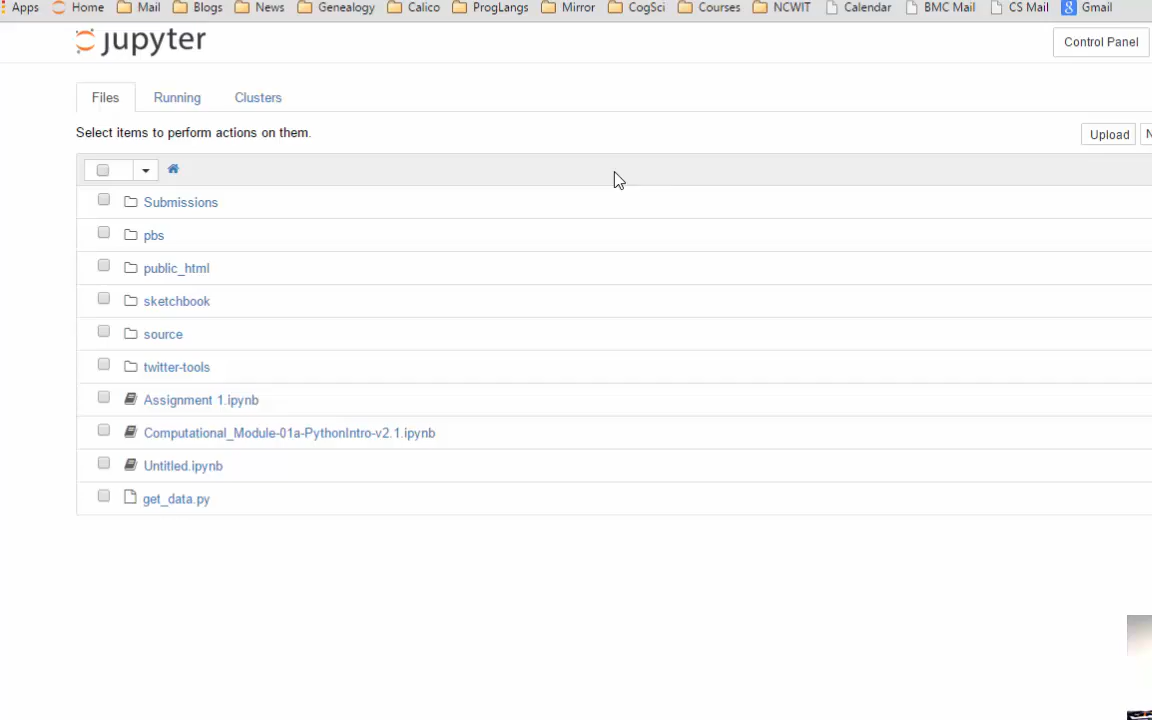 Apps Home Mail Blogs News Genealogy Calico ProgLangs Mirror CogSci Courses NCWIT Calendar BMC Mail CS Mail 8 Gmail
jupyter Control Panel
Files Running Clusters
Select items to perform actions on them. Upload N
Submissions
pbs
public_html
sketchbook
source
twitter-tools
Assignment 1.ipynb
Computational_Module-01a-PythonIntro-v2.1.ipynb
Untitled.ipynb
get_data.py